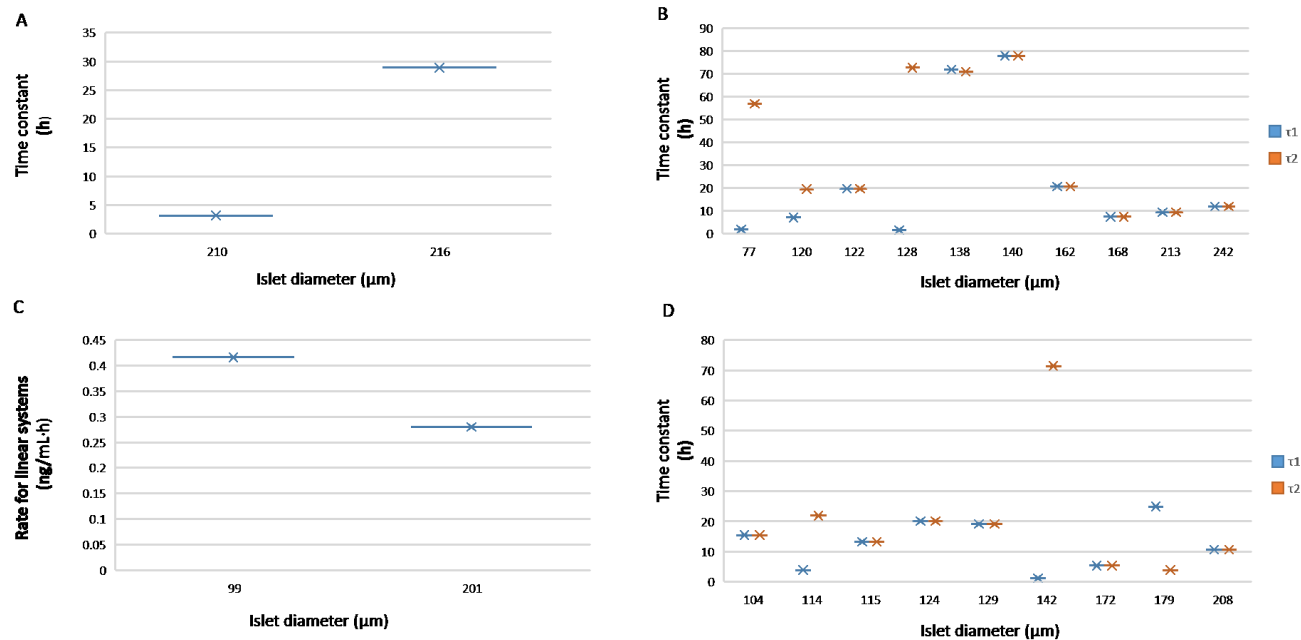 A
35
30
25
20
15
10
5
0
Time constant
(h)
210 216
Islet diameter (µm)
B
90
80
70
60
50
40
30
20
10
0
Time constant
(h)
77 120 122 128 138 140 162 168 213 242
Islet diameter (µm)
τ1
τ2
C
0.45
0.4
0.35
0.3
0.25
0.2
0.15
0.1
0.05
0
Rate for linear systems
(ng/mL·h)
99 201
Islet diameter (µm)
D
80
70
60
50
40
30
20
10
0
Time constant
(h)
104 114 115 124 129 142 172 179 208
Islet diameter (µm)
τ1
τ2